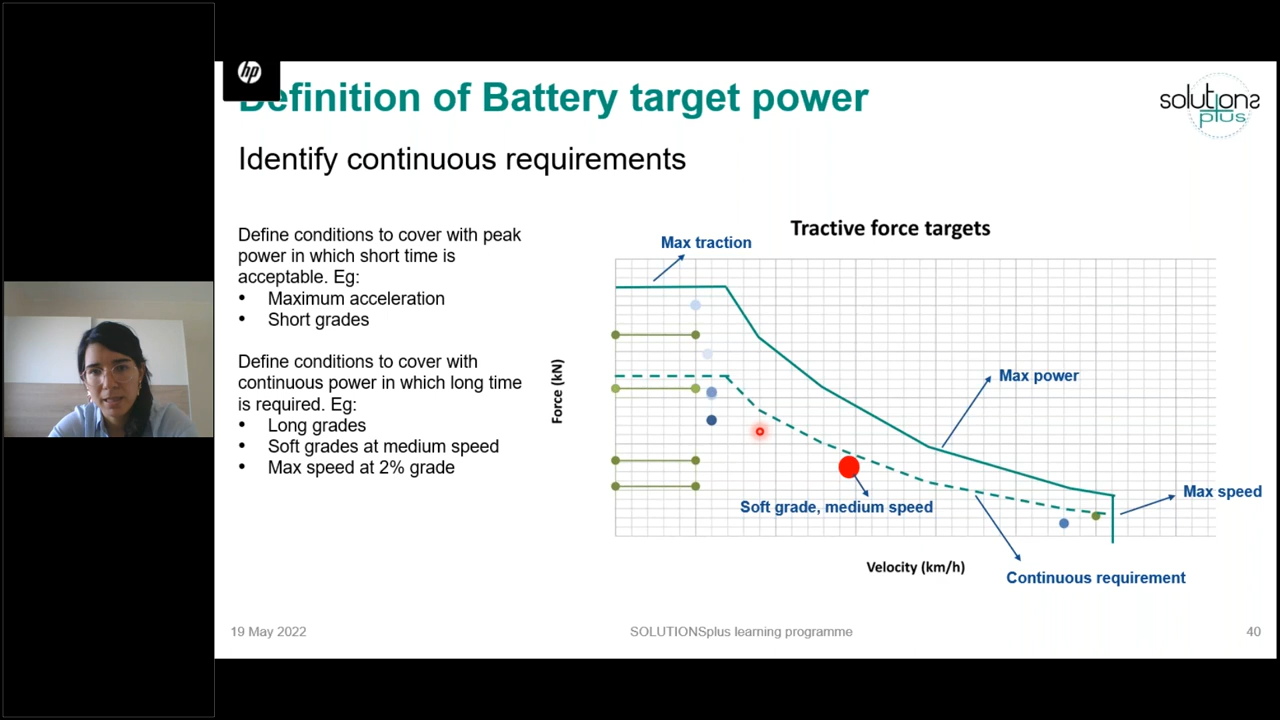 hp
Definition of Battery target power
solutions
plus
Identify continuous requirements
Define conditions to cover with peak
power in which short time is
acceptable. Eg:
• Maximum acceleration
• Short grades
Define conditions to cover with
continuous power in which long time
is required. Eg:
• Long grades
• Soft grades at medium speed
• Max speed at 2% grade
Tractive force targets
Max traction
Force (kN)
Max power
Max speed
Soft grade, medium speed
Velocity (km/h)
Continuous requirement
19 May 2022
SOLUTIONSplus learning programme
40